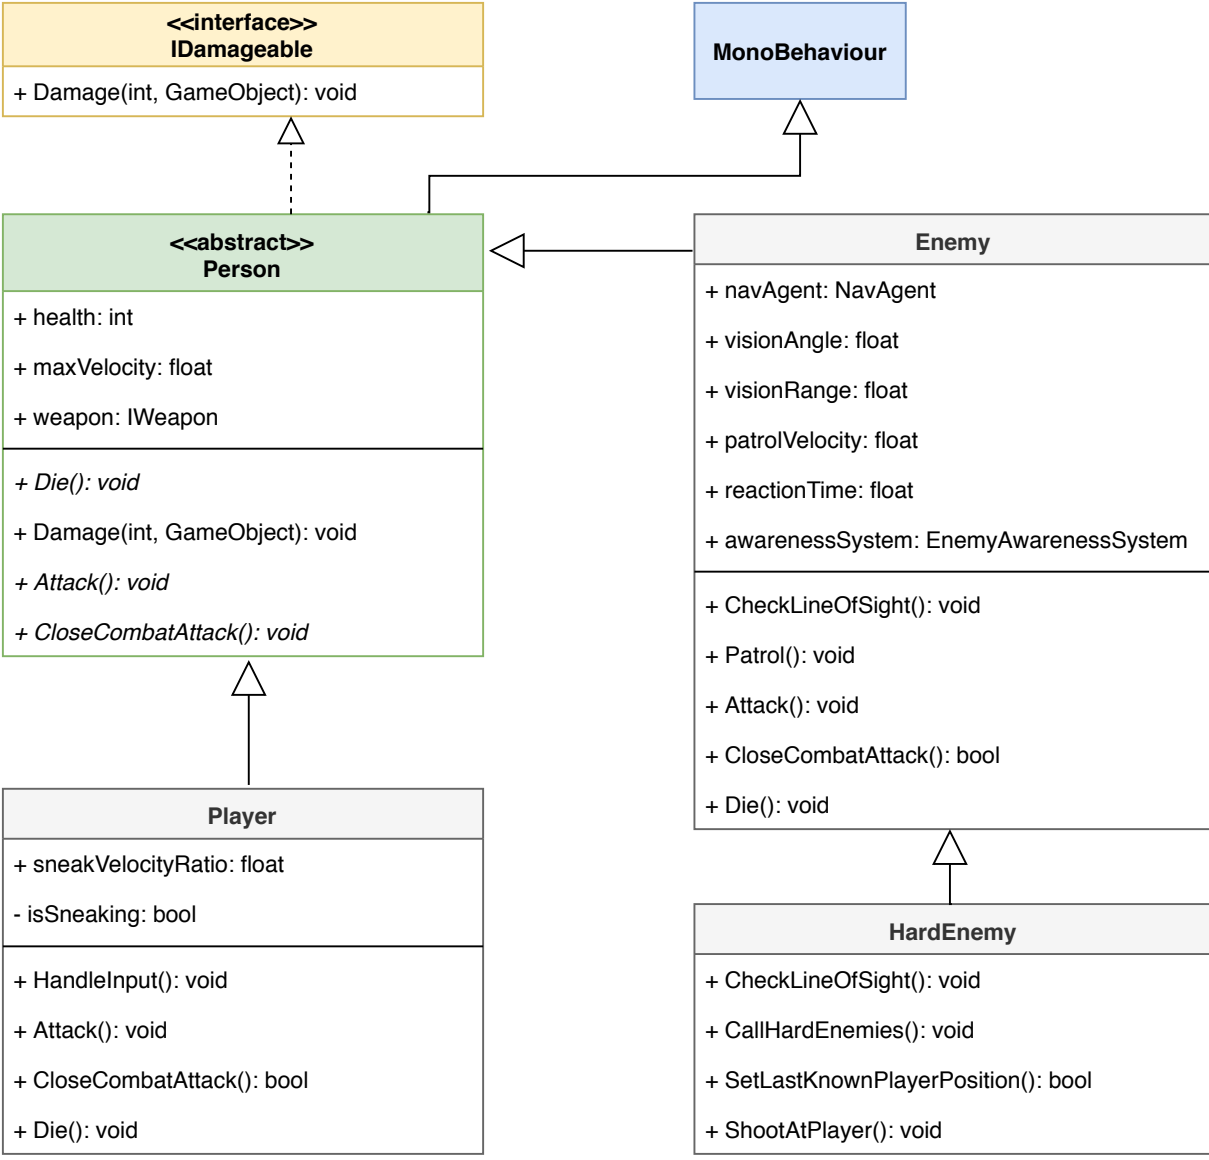 <<interface>>
IDamageable
+ Damage(int, GameObject): void
MonoBehaviour
<<abstract>>
Person
+ health: int
+ maxVelocity: float
+ weapon: IWeapon
+ Die(): void
+ Damage(int, GameObject): void
+ Attack(): void
+ CloseCombatAttack(): void
Enemy
+ navAgent: NavAgent
+ visionAngle: float
+ visionRange: float
+ patrolVelocity: float
+ reactionTime: float
+ awarenessSystem: EnemyAwarenessSystem
+ CheckLineOfSight(): void
+ Patrol(): void
+ Attack(): void
+ CloseCombatAttack(): bool
+ Die(): void
Player
+ sneakVelocityRatio: float
- isSneaking: bool
+ HandleInput(): void
+ Attack(): void
+ CloseCombatAttack(): bool
+ Die(): void
HardEnemy
+ CheckLineOfSight(): void
+ CallHardEnemies(): void
+ SetLastKnownPlayerPosition(): bool
+ ShootAtPlayer(): void